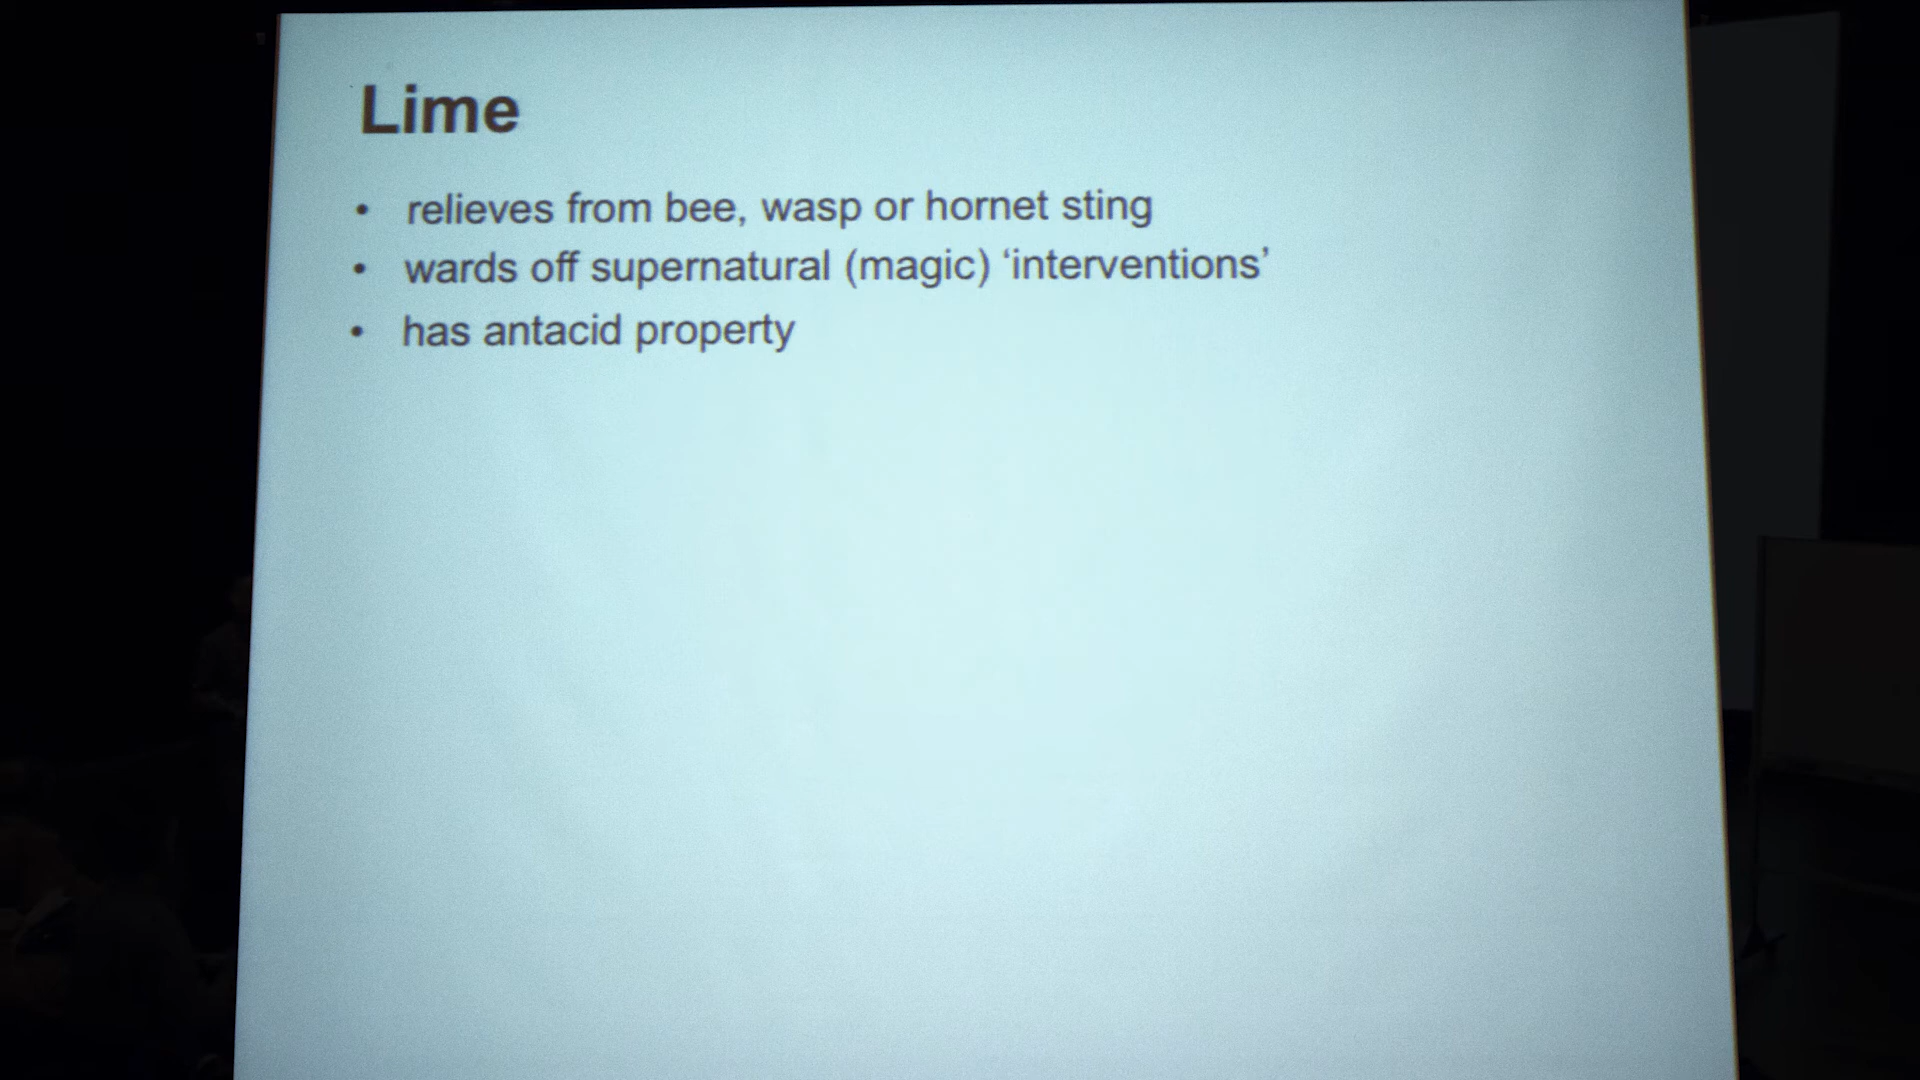 Lime
• relieves from bee, wasp or hornet sting
• wards off supernatural (magic) ‘interventions’
• has antacid property